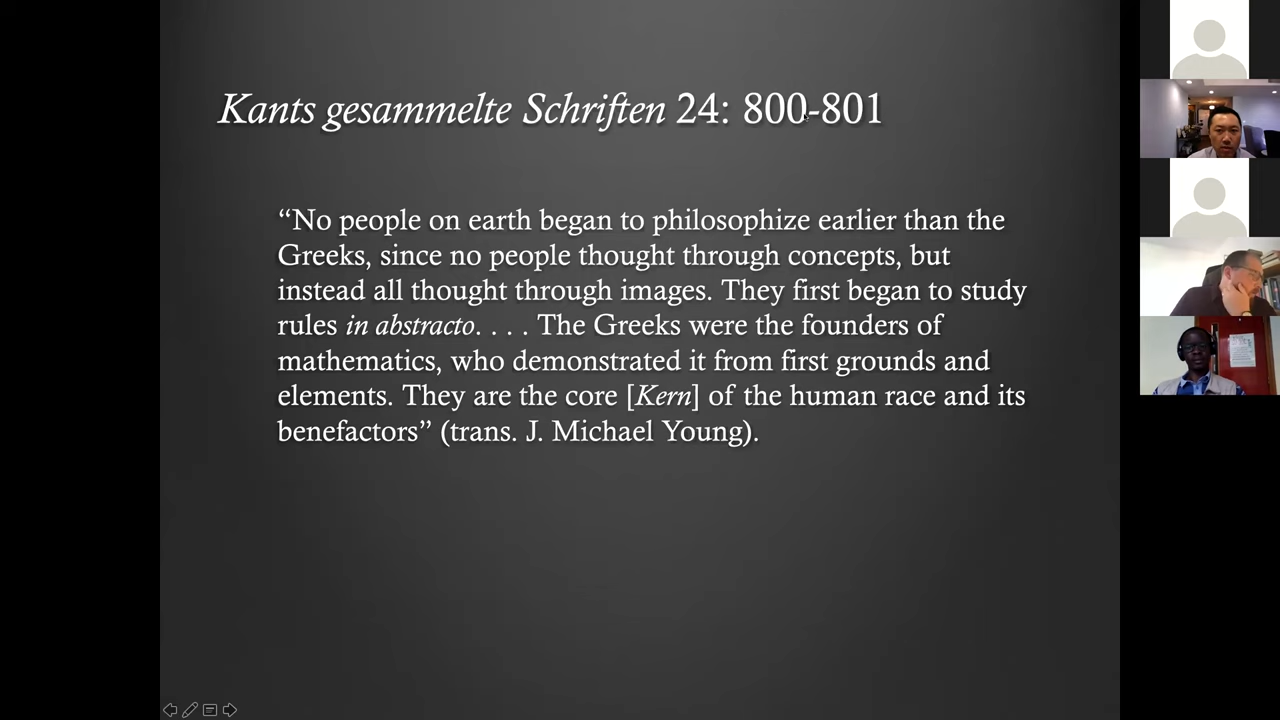 Kants gesammelte Schriften 24: 800-801
“No people on earth began to philosophize earlier than the
Greeks, since no people thought through concepts, but
instead all thought through images. They first began to study
rules in abstracto. . . . The Greeks were the founders of
mathematics, who demonstrated it from first grounds and
elements. They are the core [Kern] of the human race and its
benefactors” (trans. J. Michael Young).